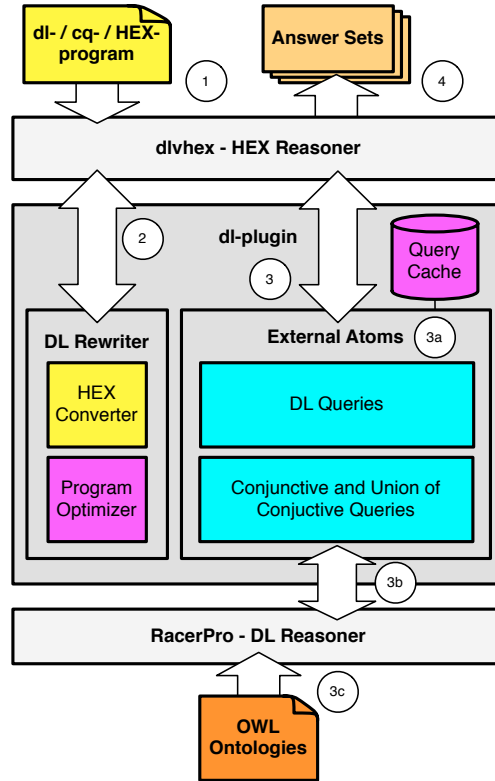 dl- / cq- / HEX-
program
1
Answer Sets
4
dlvhex - HEX Reasoner
2
dl-plugin
3
Query
Cache
DL Rewriter
External Atoms
3a
HEX
Converter
DL Queries
Program
Optimizer
Conjunctive and Union of
Conjuctive Queries
3b
RacerPro - DL Reasoner
3c
OWL
Ontologies